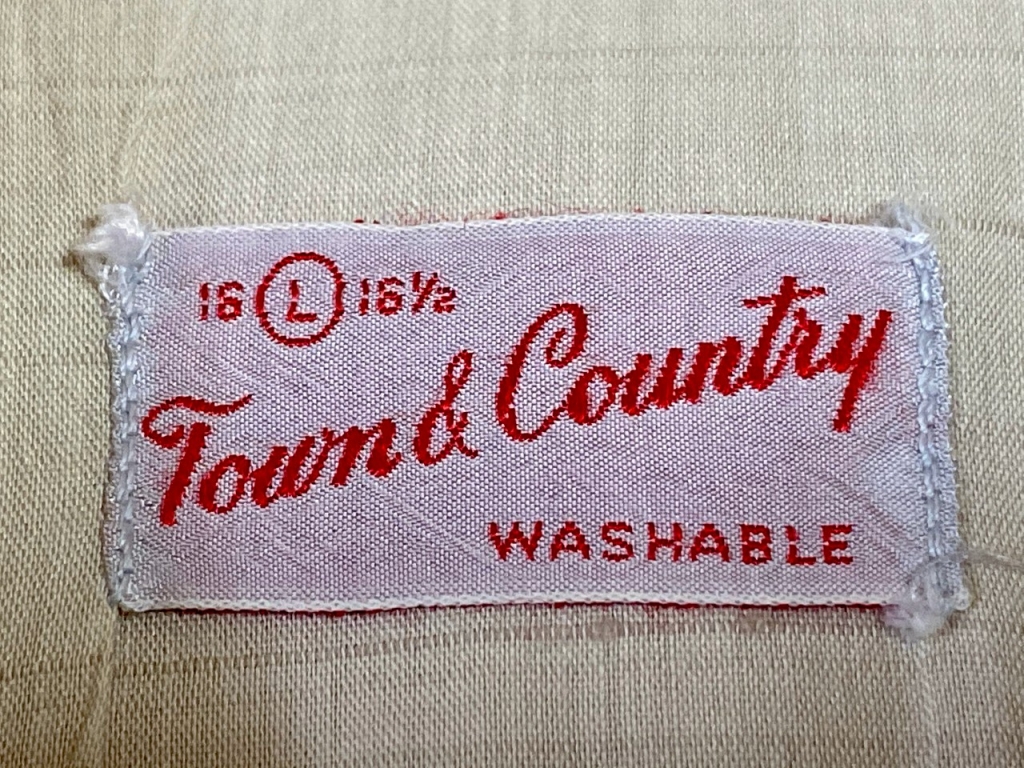 16 L 16½
Town & Country
WASHABLE